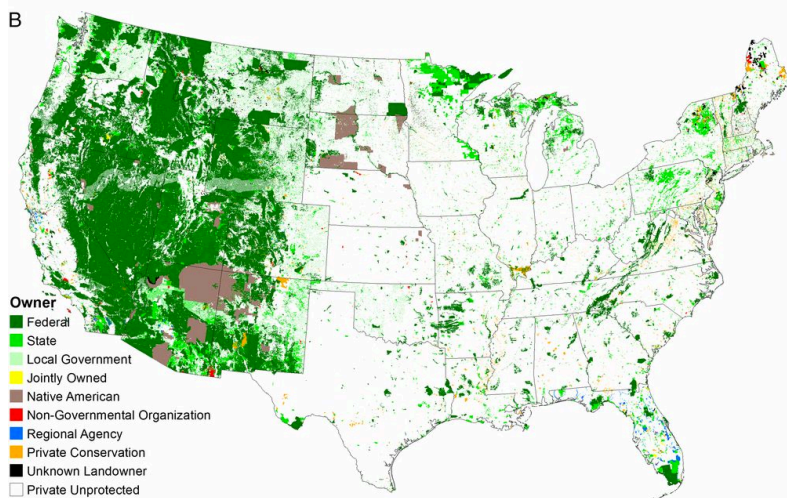 B
Owner
Federal
State
Local Government
Jointly Owned
Native American
Non-Governmental Organization
Regional Agency
Private Conservation
Unknown Landowner
Private Unprotected